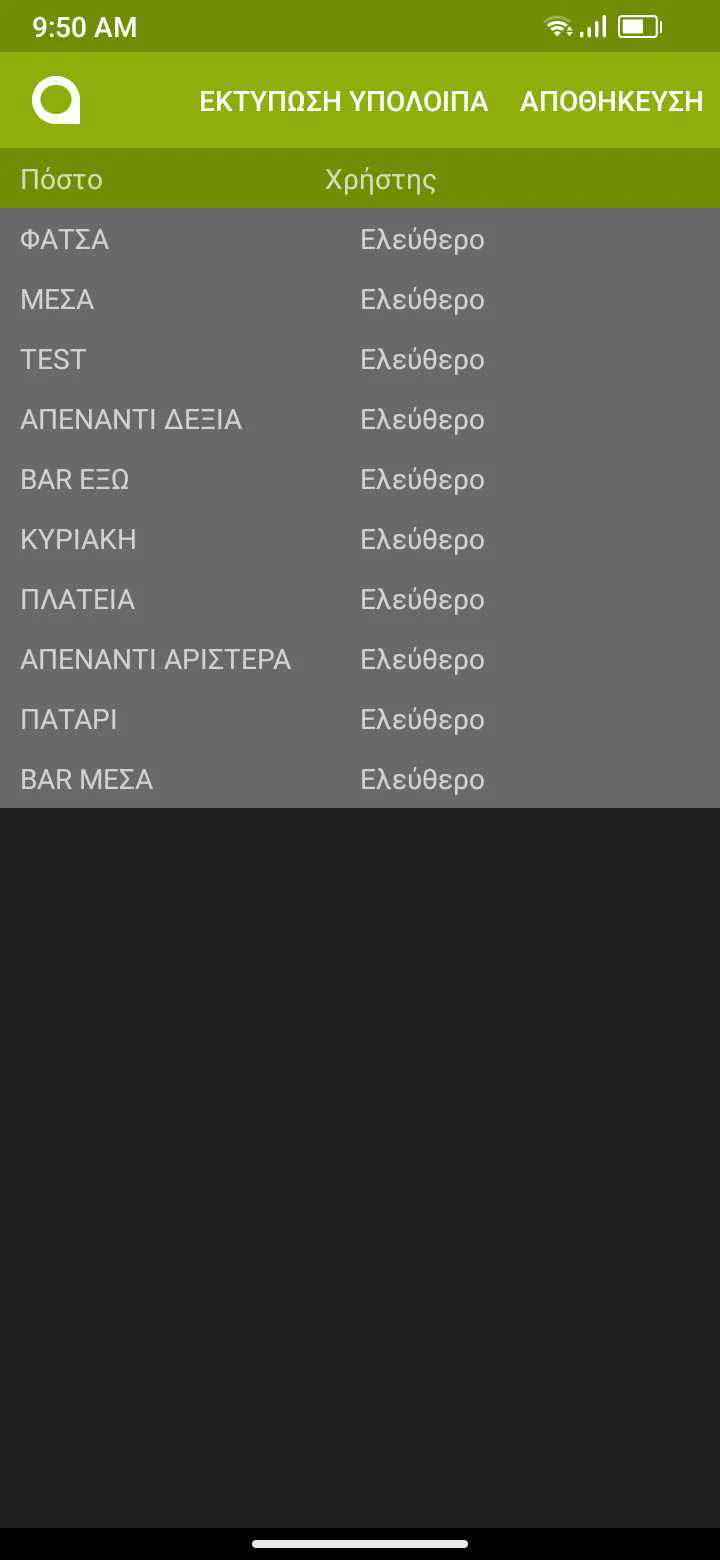 9:50 AM
ΕΚΤΥΠΩΣΗ ΥΠΟΛΟΙΠΑ ΑΠΟΘΗΚΕΥΣΗ
Πόστο Χρήστης
ΦΑΤΣΑ Ελεύθερο
ΜΕΣΑ Ελεύθερο
TEST Ελεύθερο
ΑΠΕΝΑΝΤΙ ΔΕΞΙΑ Ελεύθερο
BAR ΕΞΩ Ελεύθερο
ΚΥΡΙΑΚΗ Ελεύθερο
ΠΛΑΤΕΙΑ Ελεύθερο
ΑΠΕΝΑΝΤΙ ΑΡΙΣΤΕΡΑ Ελεύθερο
ΠΑΤΑΡΙ Ελεύθερο
BAR ΜΕΣΑ Ελεύθερο